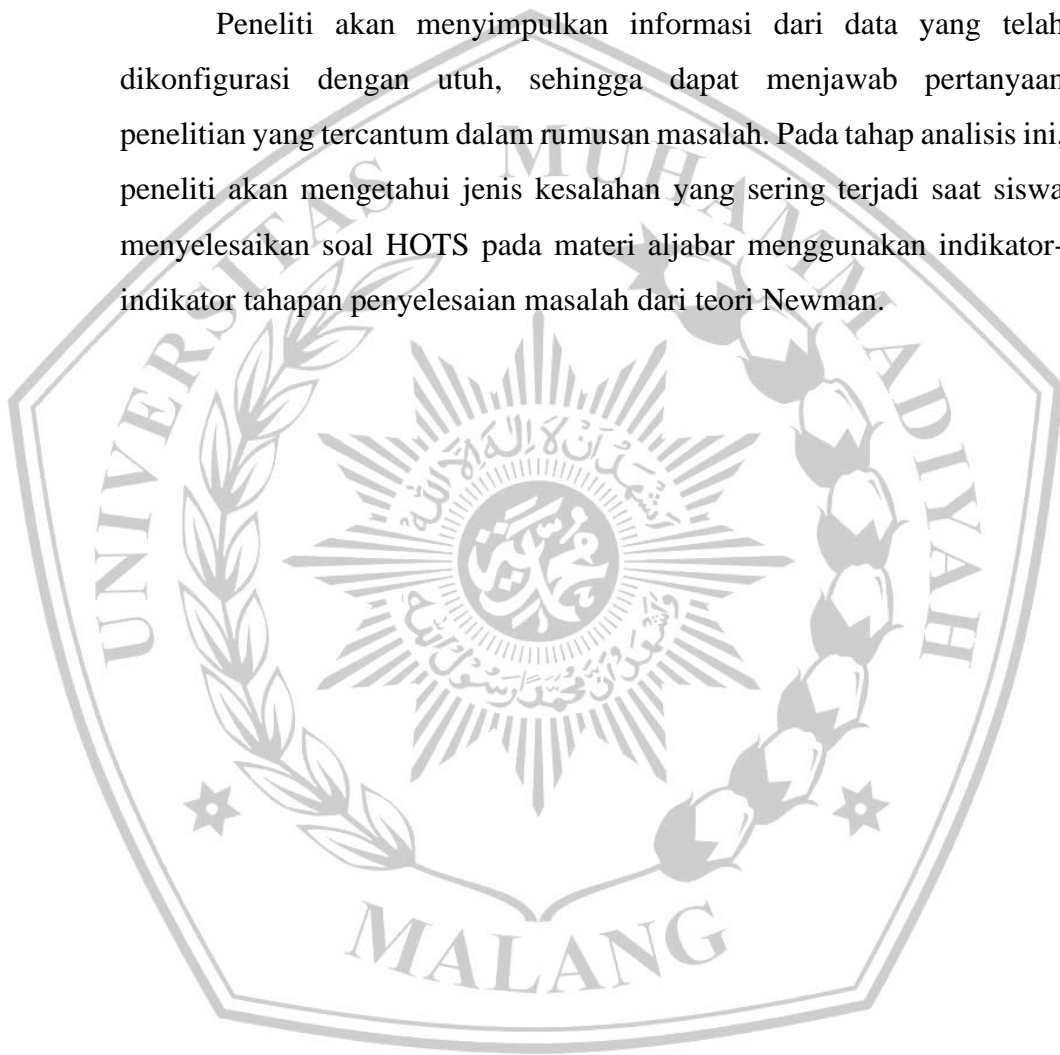 Peneliti akan menyimpulkan informasi dari data yang telah
dikonfigurasi dengan utuh, sehingga dapat menjawab pertanyaan
penelitian yang tercantum dalam rumusan masalah. Pada tahap analisis ini,
peneliti akan mengetahui jenis kesalahan yang sering terjadi saat siswa
menyelesaikan soal HOTS pada materi aljabar menggunakan indikator-
indikator tahapan penyelesaian masalah dari teori Newman.
UNIVERSITAS MUHAMMADIYAH
MALANG